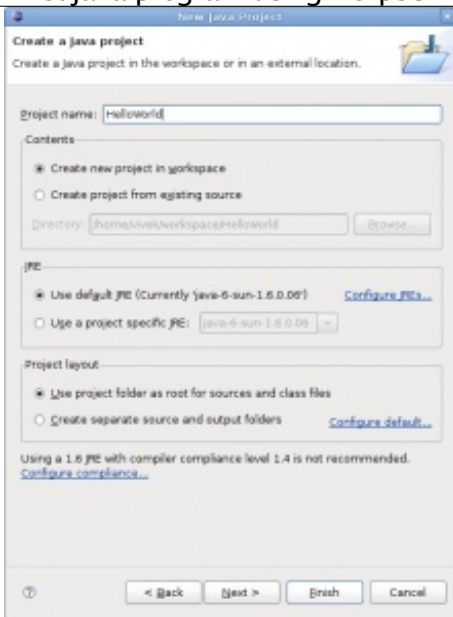 New Java Project
Create a Java project
Create a Java project in the workspace or in an external location.
Project name: HelloWorld
Contents
Create new project in workspace
Create project from existing source
Directory: /home/vivek/workspace/HelloWorld Browse...
JRE
Use default JRE (Currently 'java-6-sun-1.6.0.06') Configure JREs...
Use a project specific JRE: java-6-sun-1.6.0.06
Project layout
Use project folder as root for sources and class files
Create separate source and output folders Configure default...
Using a 1.6 JRE with compiler compliance level 1.4 is not recommended.
Configure compliance...
< Back Next > Finish Cancel